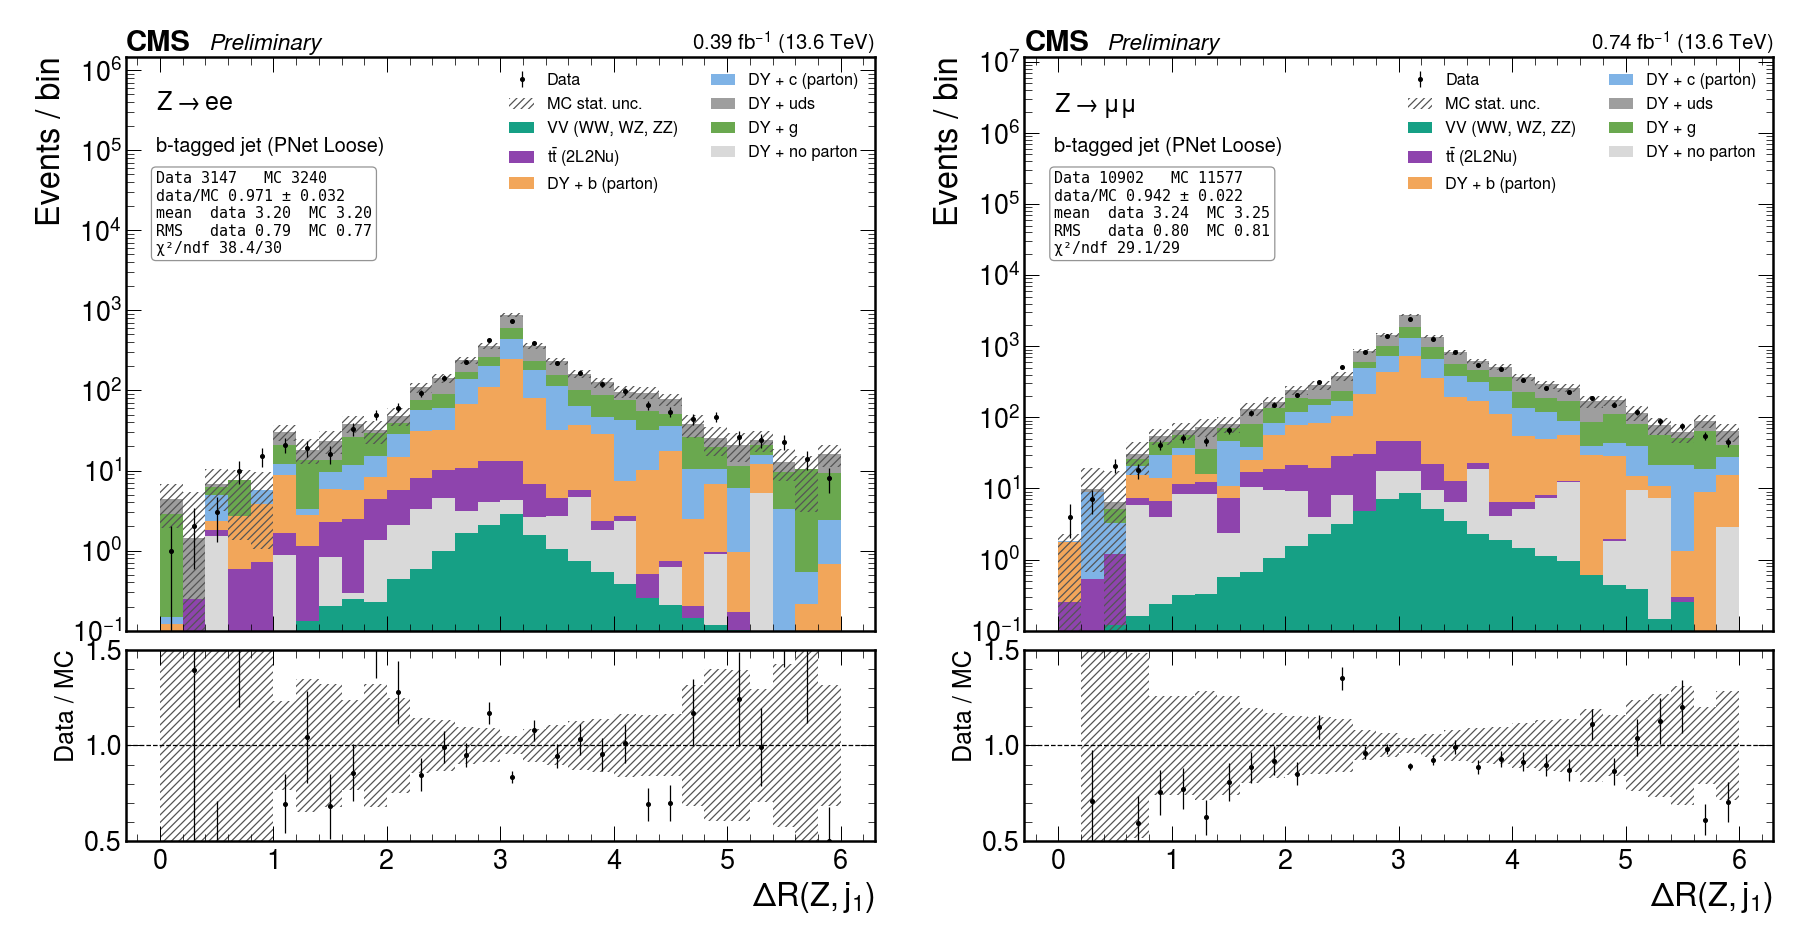 CMS Preliminary 0.39 fb⁻¹ (13.6 TeV)
Events / bin
10⁶
10⁵
10⁴
10³
10²
10¹
10⁰
10⁻¹
Z → ee
b-tagged jet (PNet Loose)
Data 3147 MC 3240
data/MC 0.971 ± 0.032
mean data 3.20 MC 3.20
RMS data 0.79 MC 0.77
χ²/ndf 38.4/30
Data
MC stat. unc.
VV (WW, WZ, ZZ)
tt̄ (2L2Nu)
DY + b (parton)
DY + c (parton)
DY + uds
DY + g
DY + no parton
Data / MC
1.5
1.0
0.5
0 1 2 3 4 5 6
ΔR(Z, j₁)
CMS Preliminary 0.74 fb⁻¹ (13.6 TeV)
Events / bin
10⁷
10⁶
10⁵
10⁴
10³
10²
10¹
10⁰
10⁻¹
Z → μμ
b-tagged jet (PNet Loose)
Data 10902 MC 11577
data/MC 0.942 ± 0.022
mean data 3.24 MC 3.25
RMS data 0.80 MC 0.81
χ²/ndf 29.1/29
Data
MC stat. unc.
VV (WW, WZ, ZZ)
tt̄ (2L2Nu)
DY + b (parton)
DY + c (parton)
DY + uds
DY + g
DY + no parton
Data / MC
1.5
1.0
0.5
0 1 2 3 4 5 6
ΔR(Z, j₁)